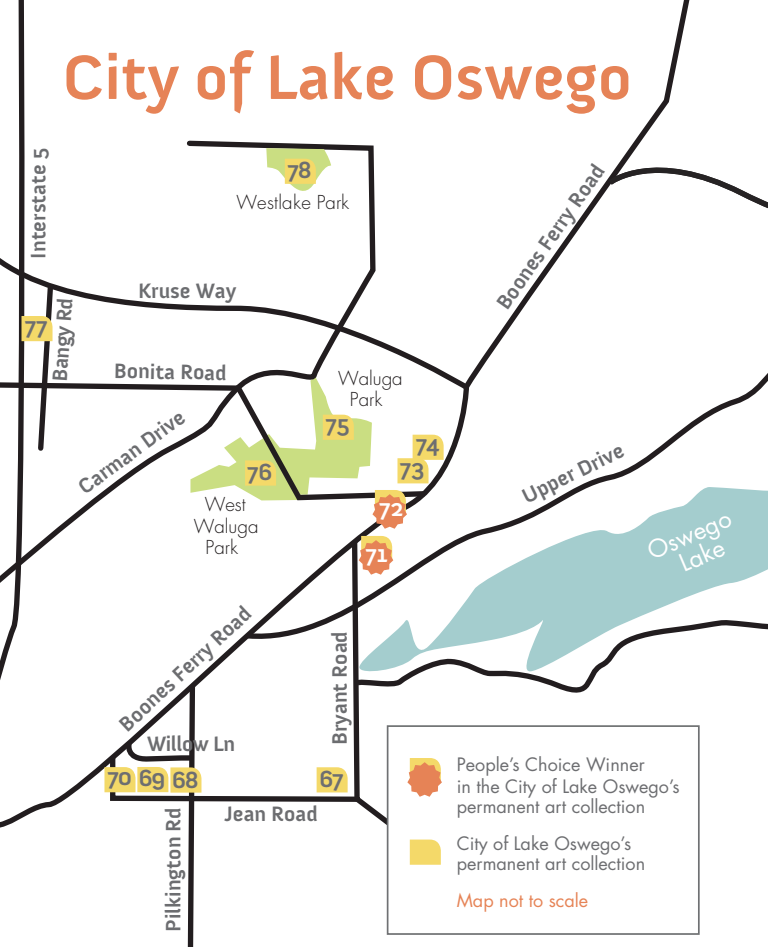 City of Lake Oswego
Interstate 5
78
Westlake Park
Boones Ferry Road
Kruse Way
77
Bangy Rd
Bonita Road
Waluga
Park
Carman Drive
75
74
73
76
Upper Drive
West
Waluga
Park
72
71
Oswego
Lake
Boones Ferry Road
Bryant Road
Willow Ln
70
69
68
67
Jean Road
Pilkington Rd
People's Choice Winner
in the City of Lake Oswego's
permanent art collection
City of Lake Oswego's
permanent art collection
Map not to scale